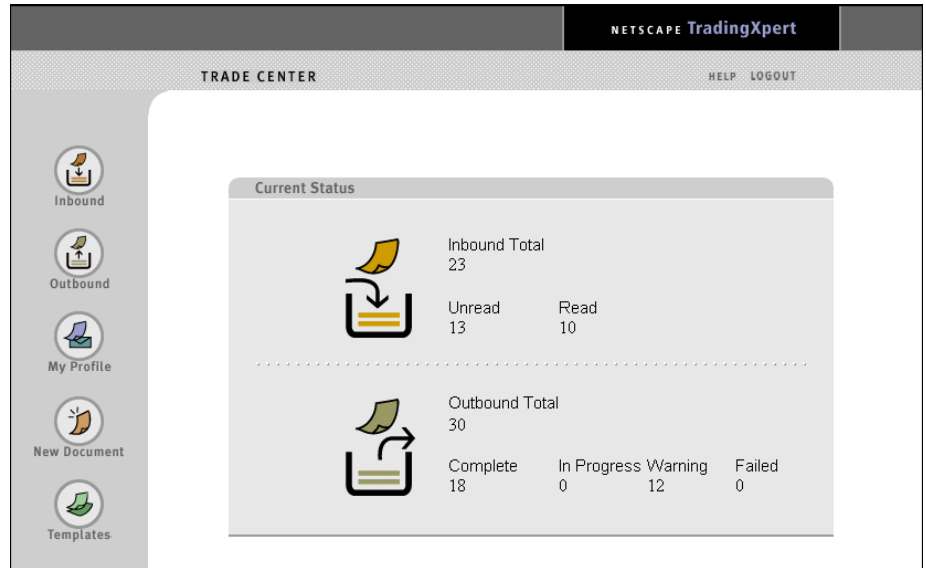 NETSCAPE TradingXpert
TRADE CENTER
HELP LOGOUT
Inbound
Outbound
My Profile
New Document
Templates
Current Status
Inbound Total
23
Unread Read
13 10
Outbound Total
30
Complete In Progress Warning Failed
18 0 12 0